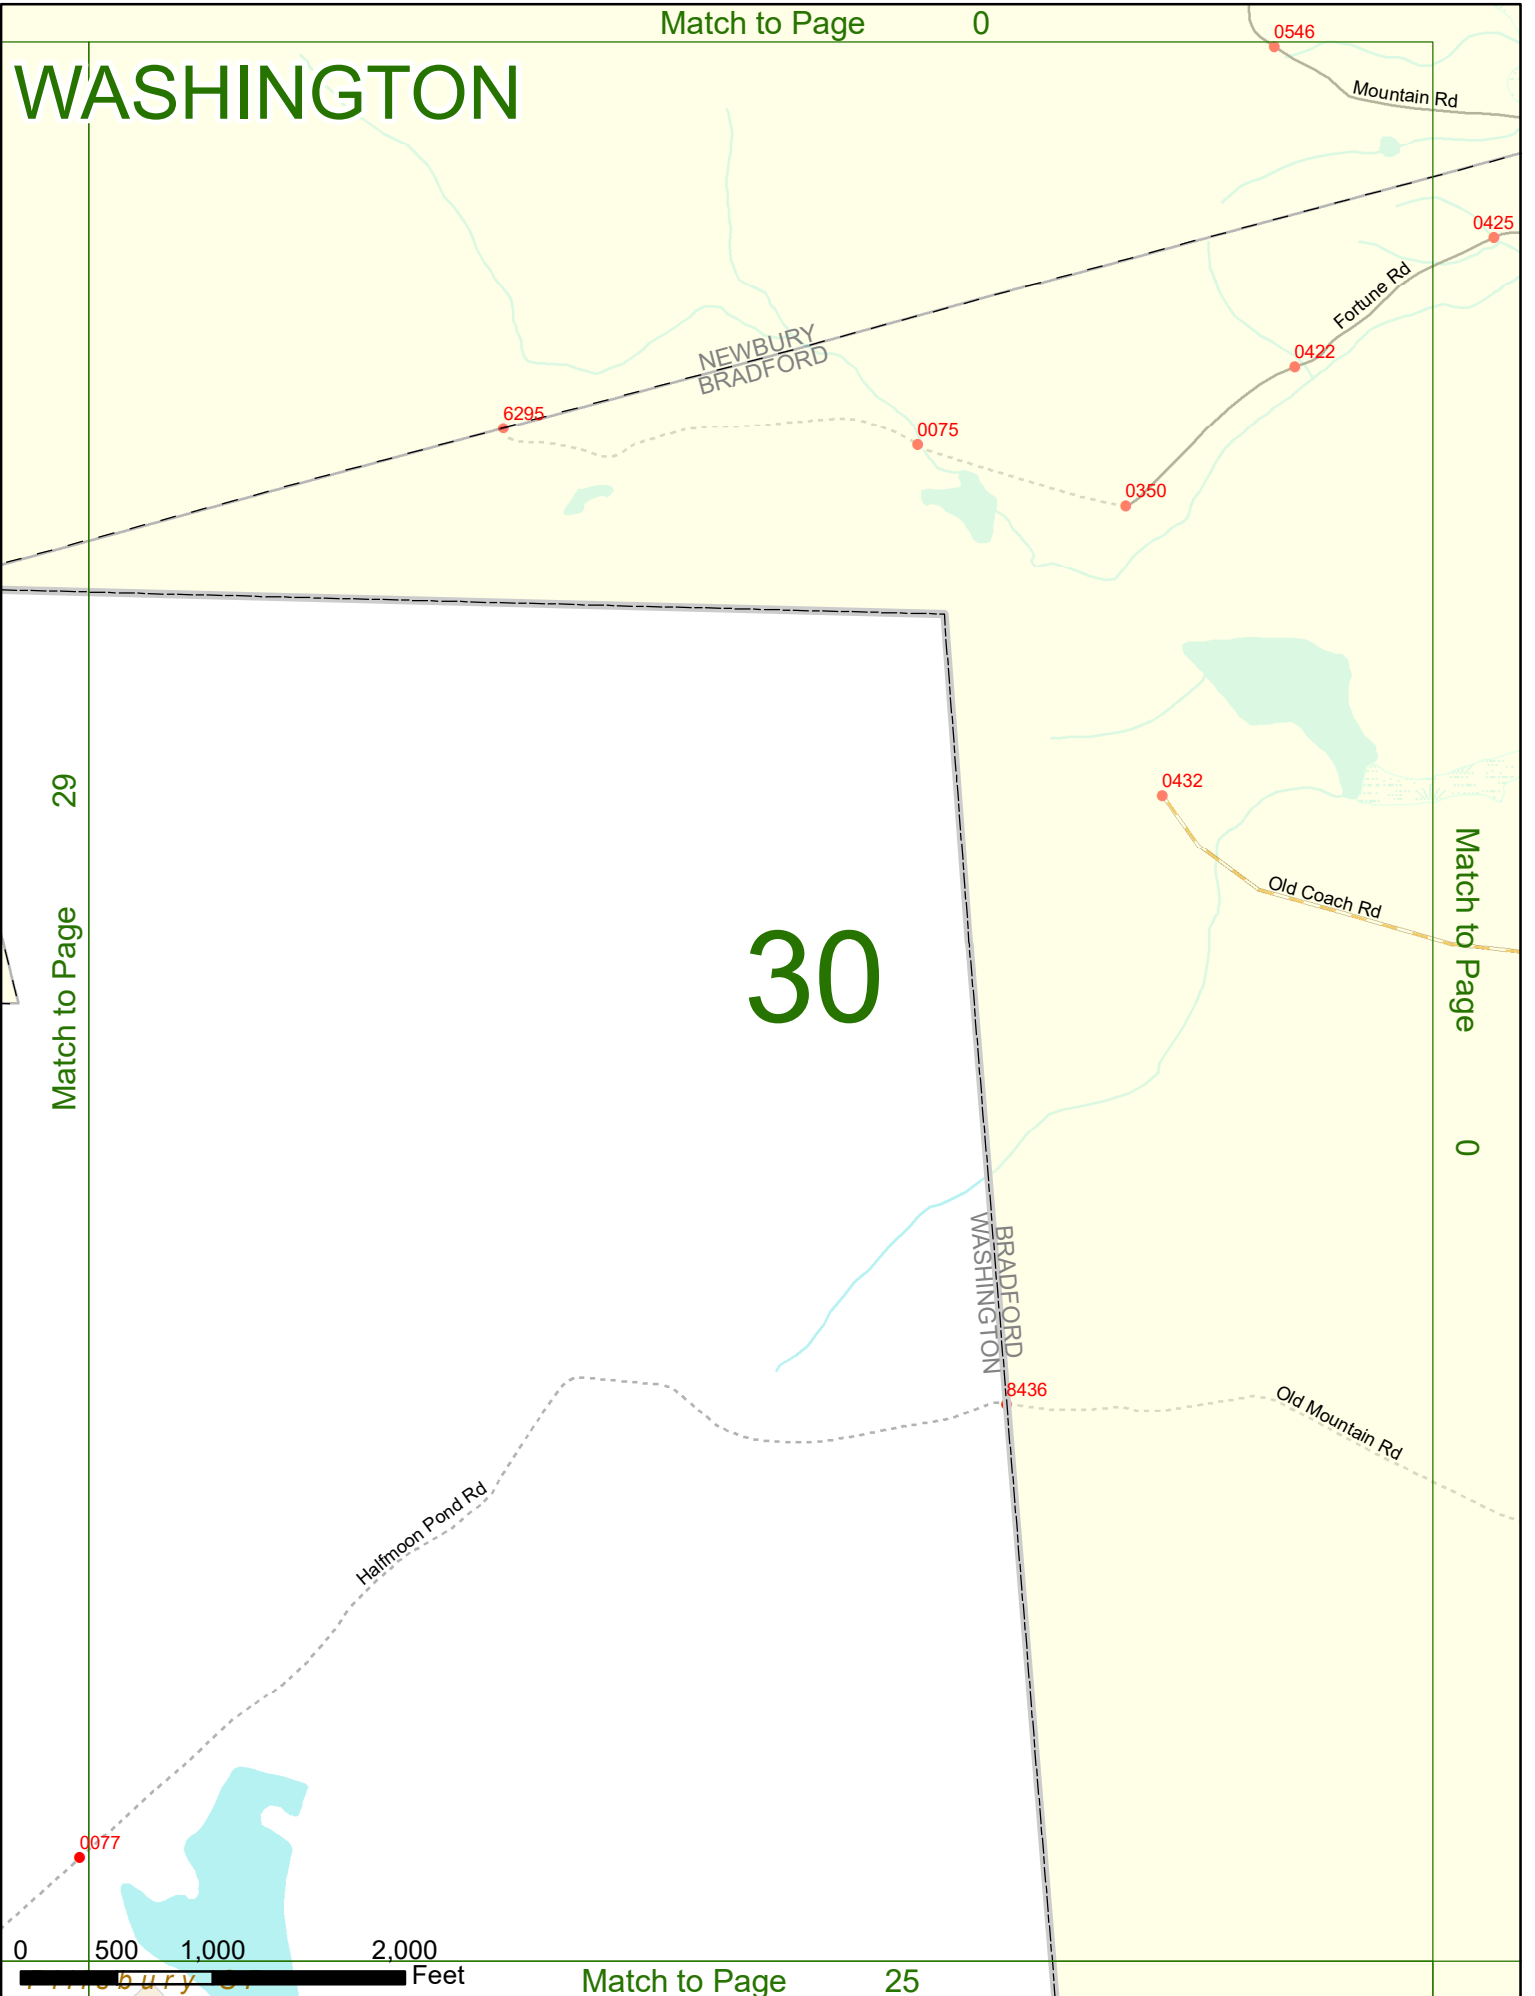 Match to Page 0
WASHINGTON
0546
Mountain Rd
0425
Fortune Rd
NEWBURY
BRADFORD
0422
6295
0075
0350
Match to Page 29
0432
Old Coach Rd
Match to Page 0
30
BRADFORD
WASHINGTON
8436
Old Mountain Rd
Halfmoon Pond Rd
0077
0 500 1,000 2,000
Feet
Match to Page 25